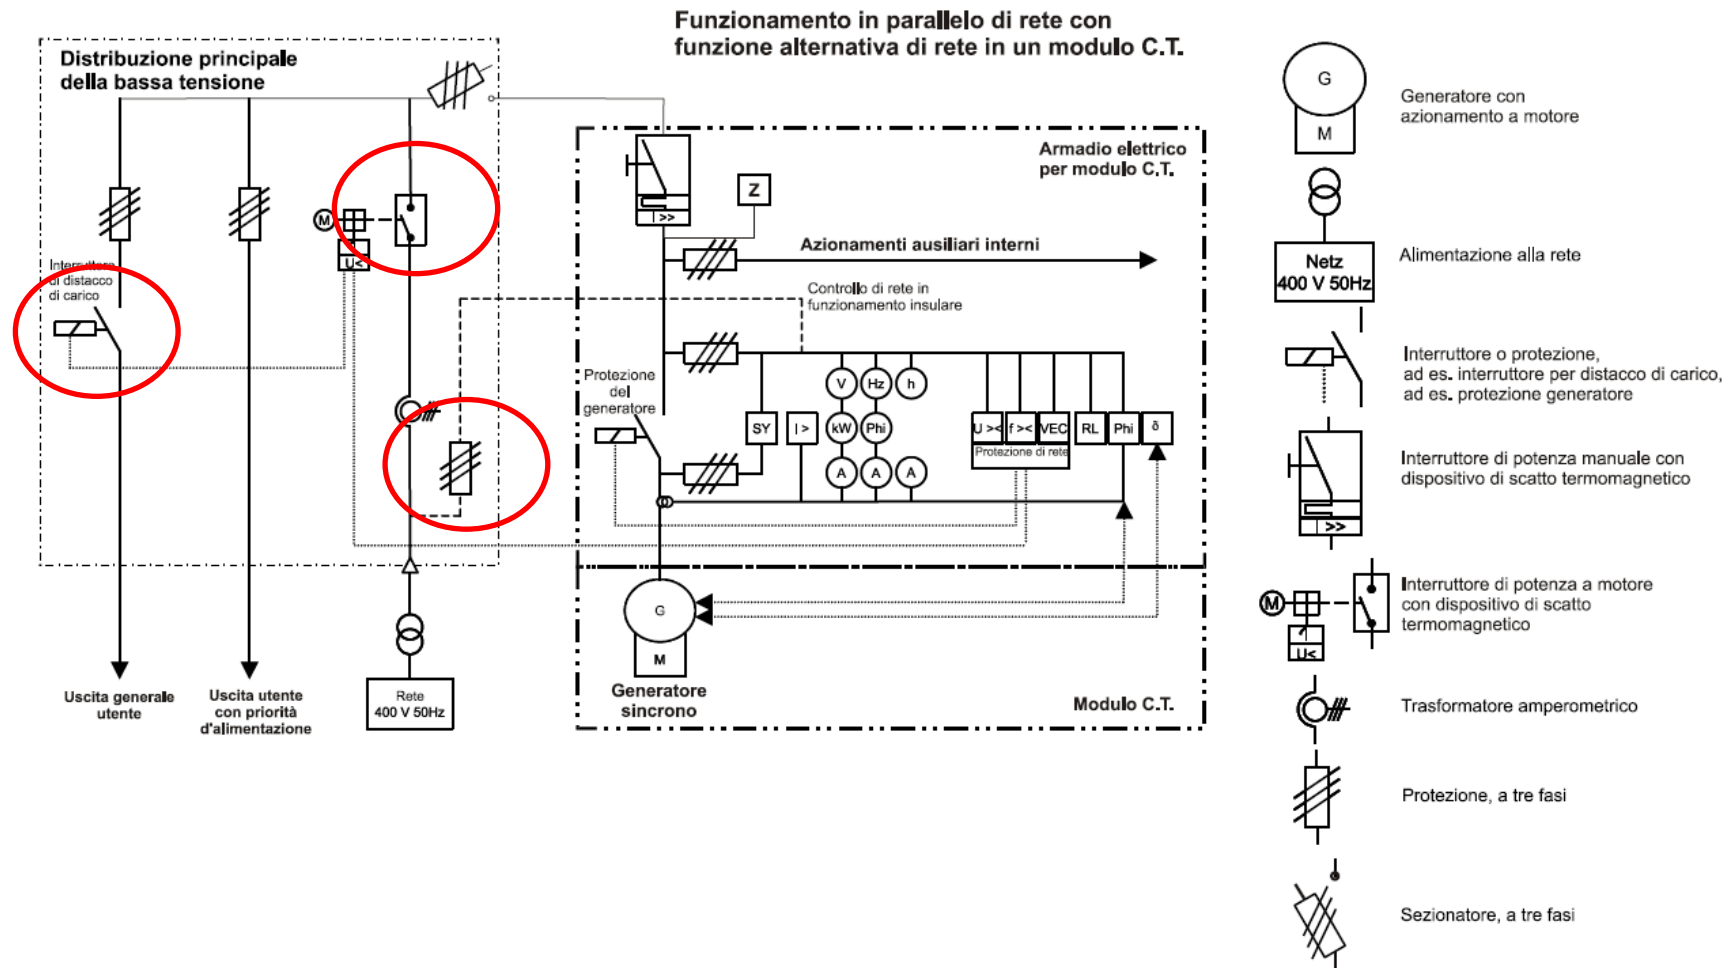 Funzionamento in parallelo di rete con
funzione alternativa di rete in un modulo C.T.
Distribuzione principale
della bassa tensione
Interruttore
di distacco
di carico
M
U<
Uscita generale
utente
Uscita utente
con priorità
d'alimentazione
Rete
400 V 50Hz
Armadio elettrico
per modulo C.T.
I >>
Z
Azionamenti ausiliari interni
Controllo di rete in
funzionamento insulare
Protezione
del
generatore
SY
I >
V
Hz
h
kW
Phi
A
A
A
U ><
f ><
VEC
Protezione di rete
RL
Phi
δ
G
M
Generatore
sincrono
Modulo C.T.
G
M
Generatore con
azionamento a motore
Netz
400 V 50Hz
Alimentazione alla rete
Interruttore o protezione,
ad es. interruttore per distacco di carico,
ad es. protezione generatore
I >>
Interruttore di potenza manuale con
dispositivo di scatto termomagnetico
M
U<
Interruttore di potenza a motore
con dispositivo di scatto
termomagnetico
Trasformatore amperometrico
Protezione, a tre fasi
Sezionatore, a tre fasi